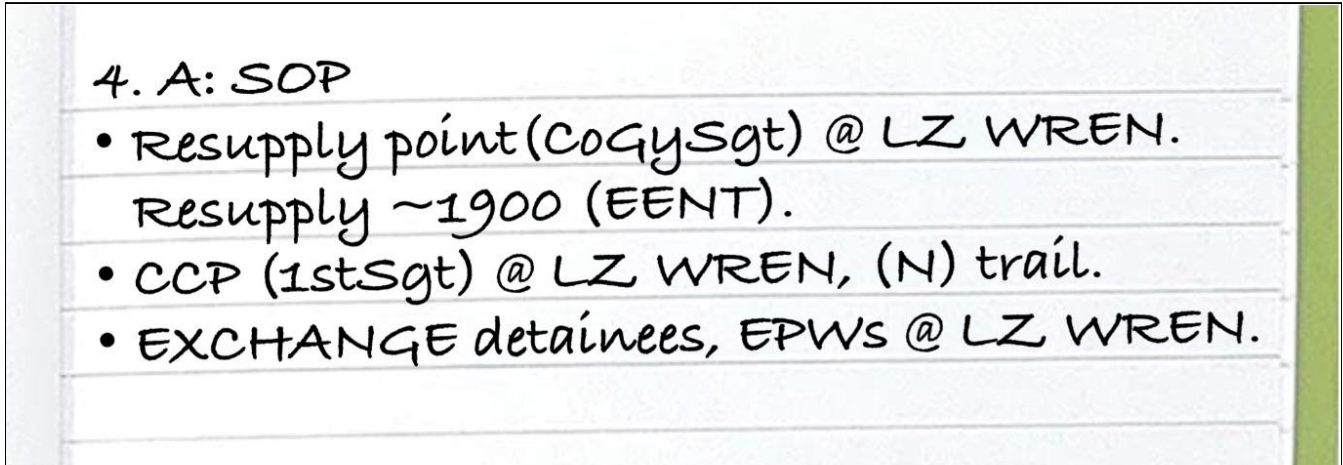 4. A: SOP
• Resupply point (CoGySgt) @ LZ WREN.
Resupply ~1900 (EENT).
• CCP (1stSgt) @ LZ WREN, (N) trail.
• EXCHANGE detainees, EPWs @ LZ WREN.